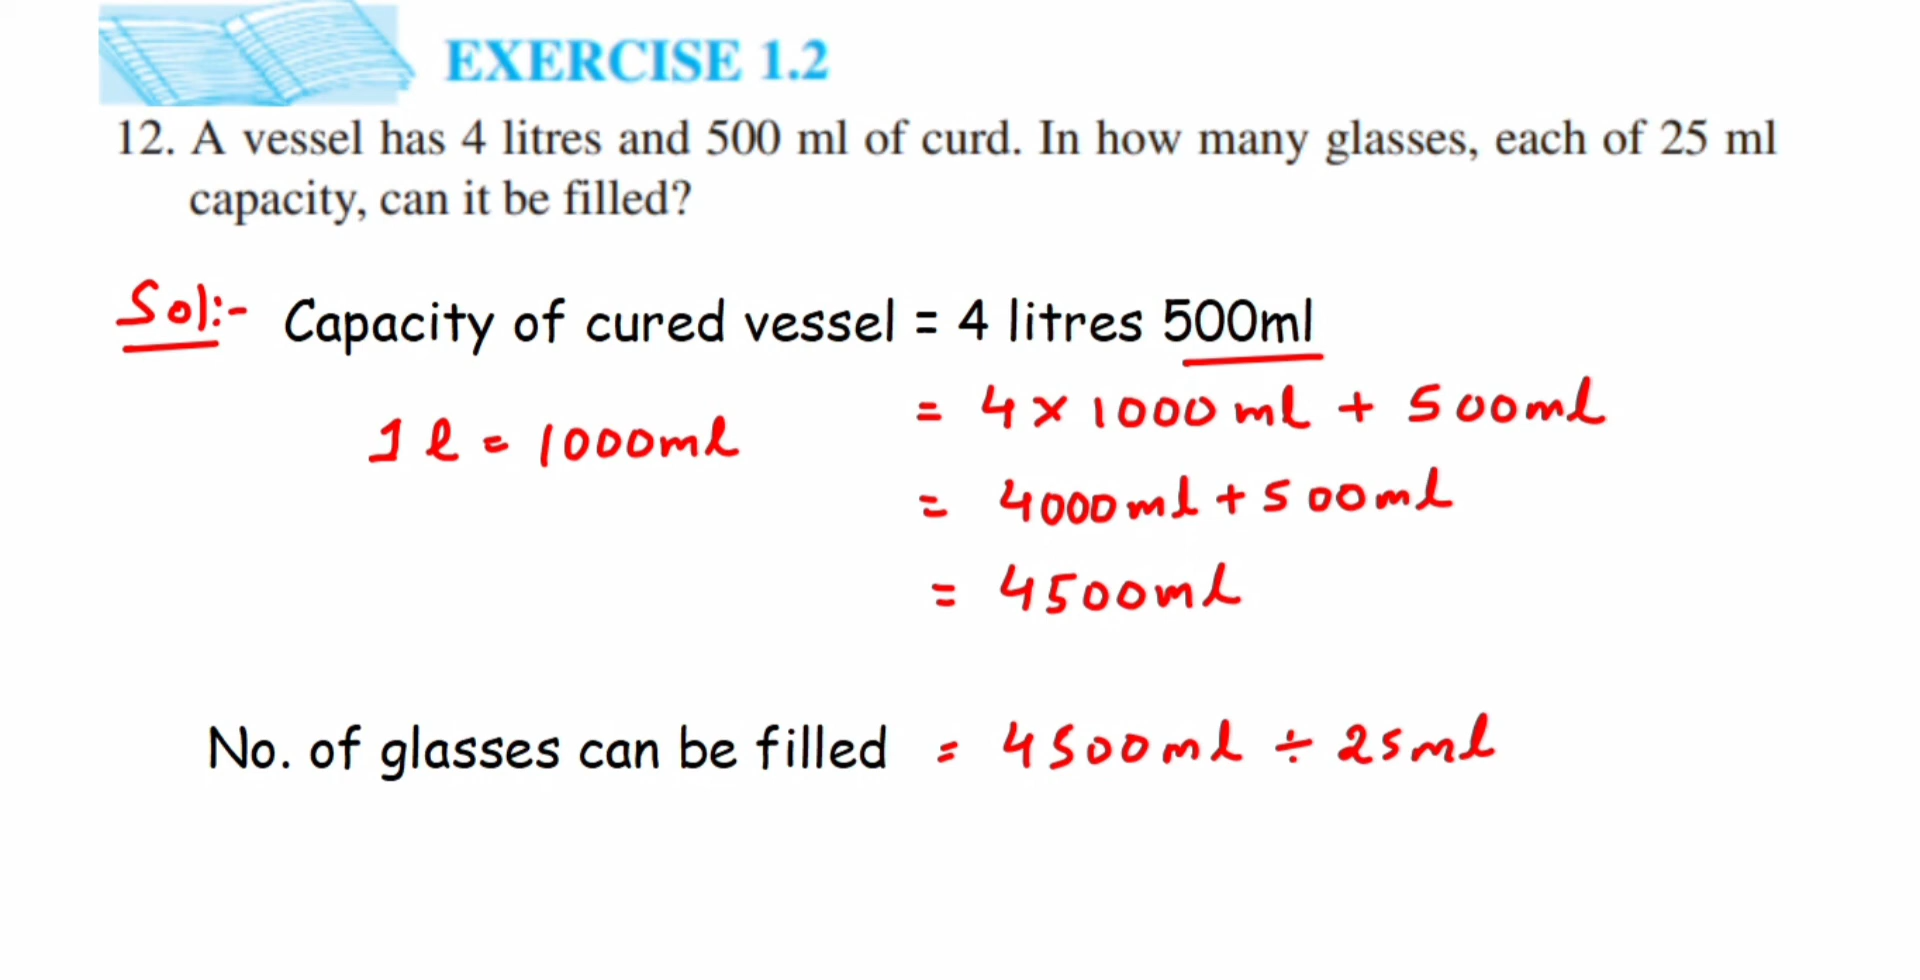 EXERCISE 1.2
12. A vessel has 4 litres and 500 ml of curd. In how many glasses, each of 25 ml
capacity, can it be filled?
Sol:- Capacity of cured vessel = 4 litres 500ml
= 4 × 1000 ml + 500ml
1 l = 1000ml
= 4000ml + 500ml
= 4500ml
No. of glasses can be filled = 4500ml ÷ 25ml